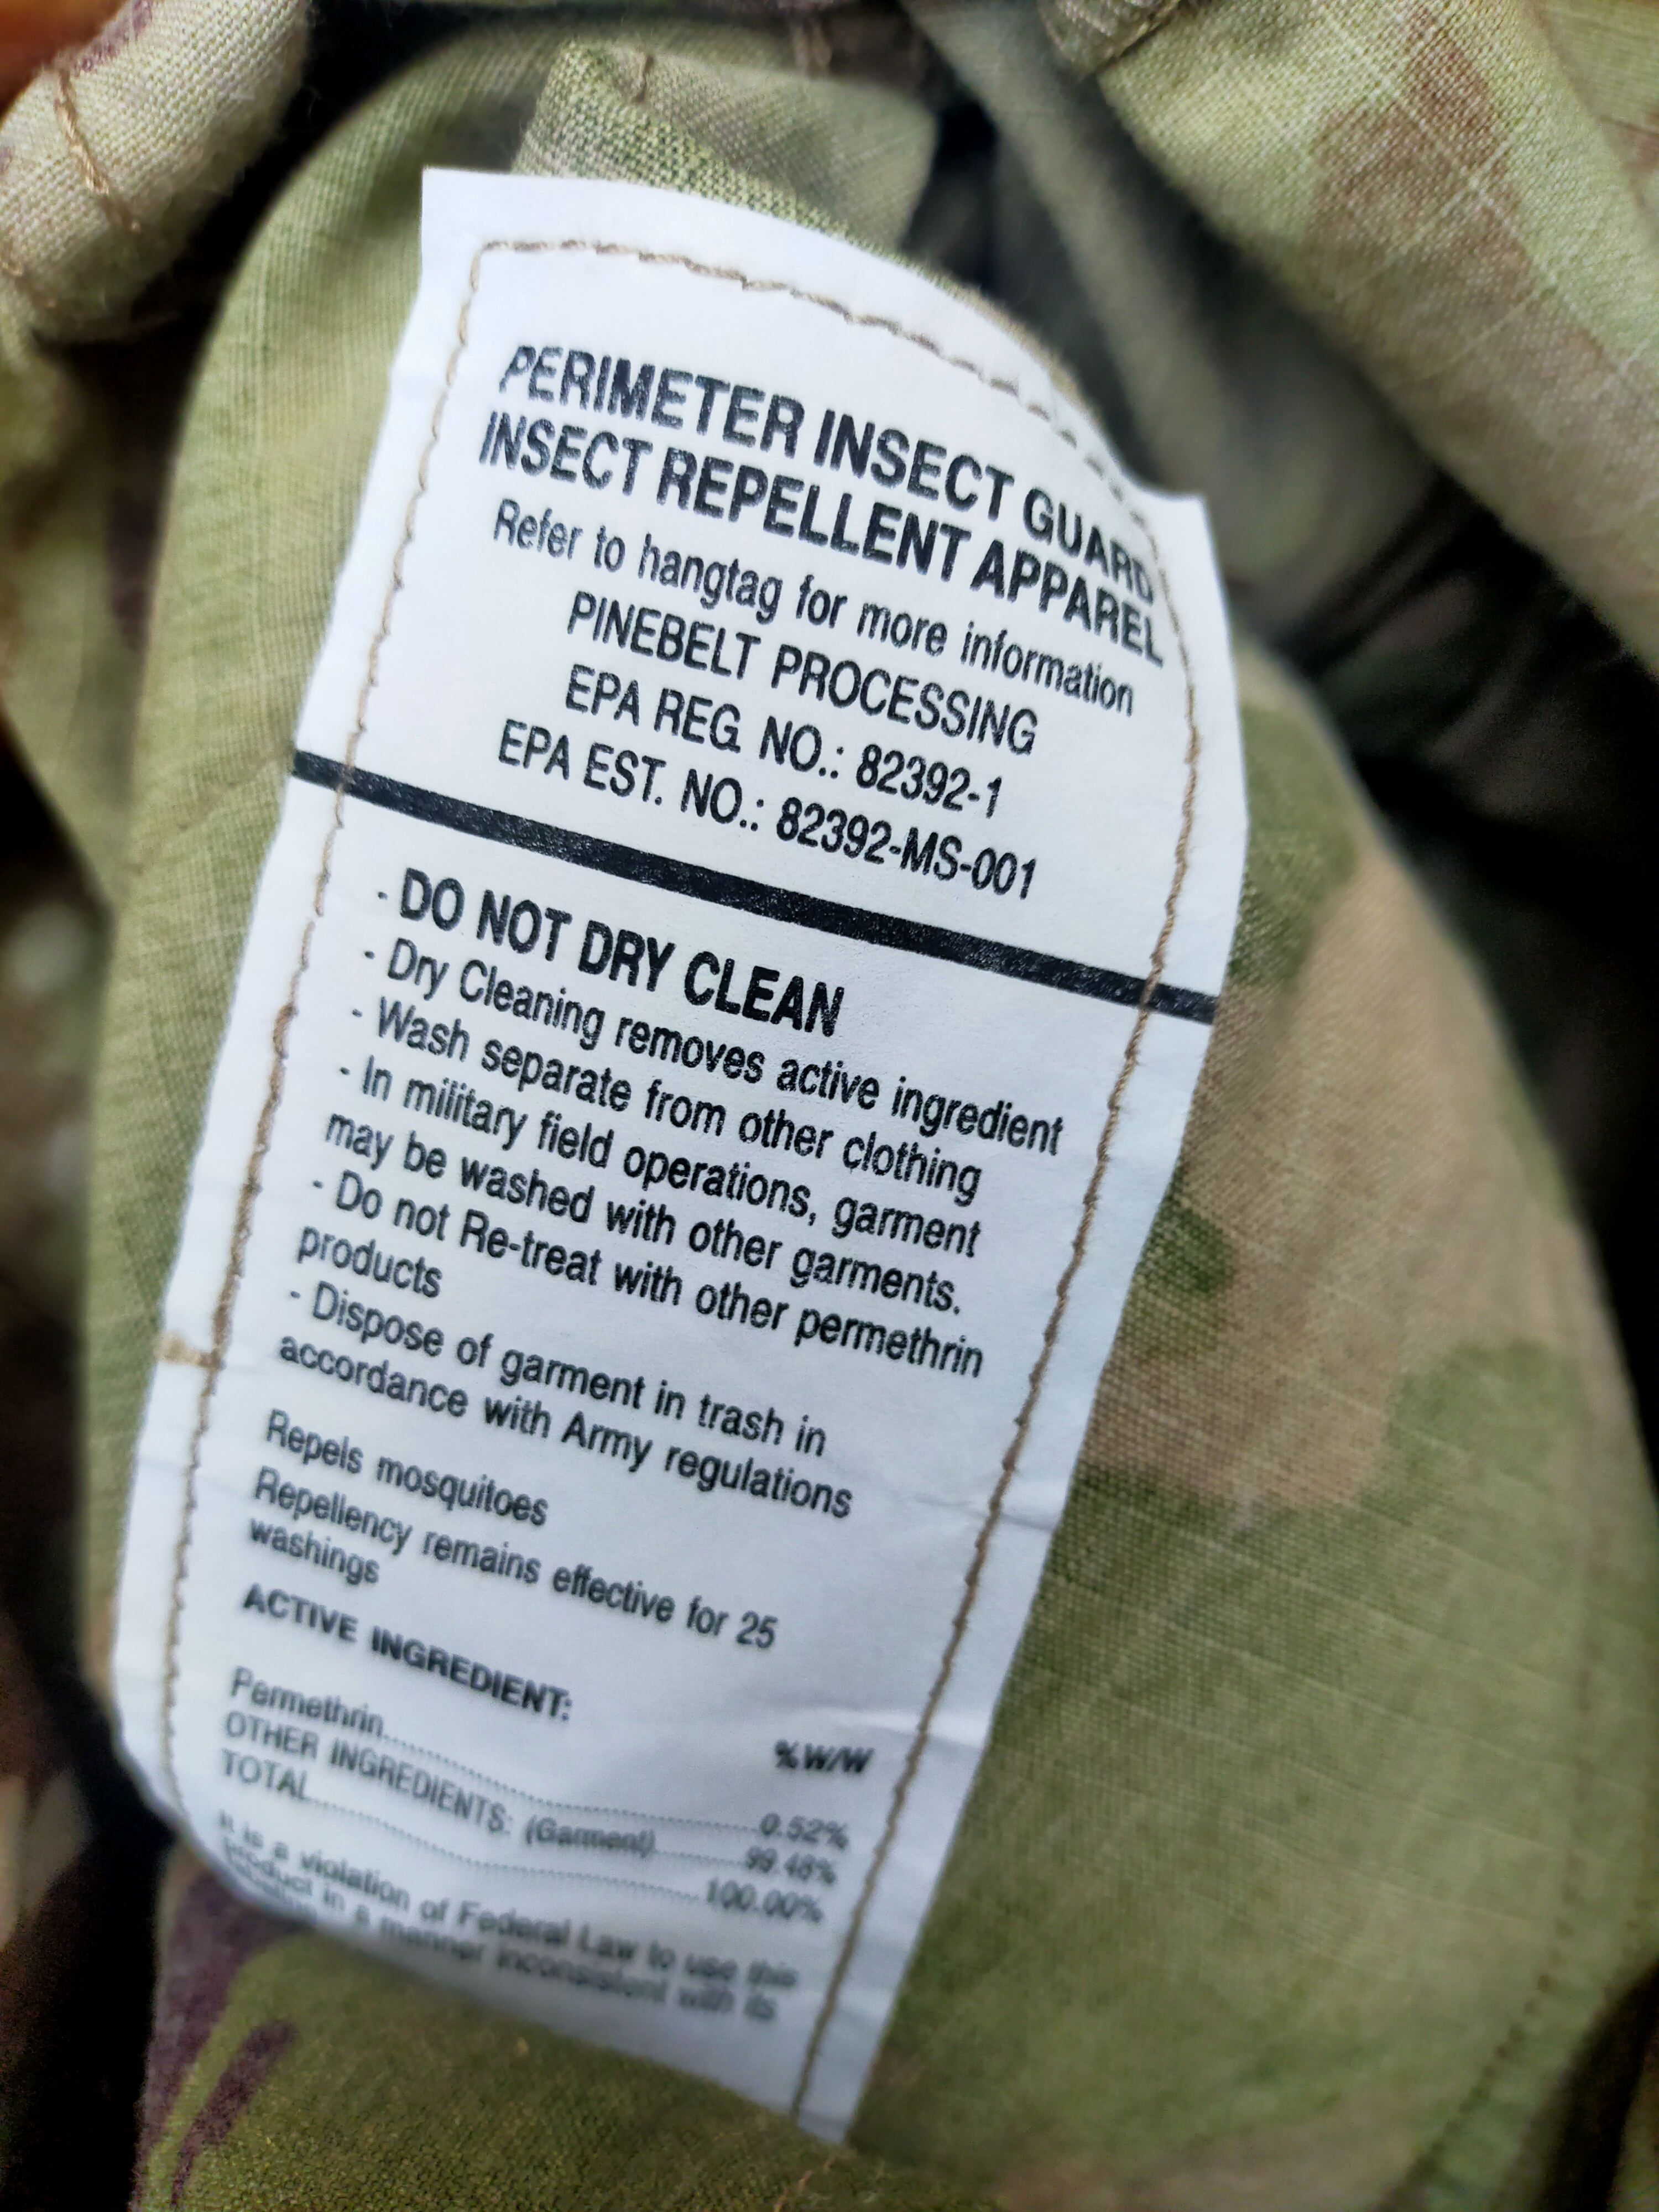 PERIMETER INSECT GUARD
INSECT REPELLENT APPAREL
Refer to hangtag for more information
PINEBELT PROCESSING
EPA REG. NO.: 82392-1
EPA EST. NO.: 82392-MS-001
- DO NOT DRY CLEAN
- Dry Cleaning removes active ingredient
- Wash separate from other clothing
- In military field operations, garment
may be washed with other garments.
- Do not Re-treat with other permethrin
products
- Dispose of garment in trash in
accordance with Army regulations
Repels mosquitoes
Repellency remains effective for 25
washings
ACTIVE INGREDIENT:
%W/W
Permethrin..........0.52%
OTHER INGREDIENTS: (Garment)..........99.48%
TOTAL..........100.00%
It is a violation of Federal Law to use this
product in a manner inconsistent with its